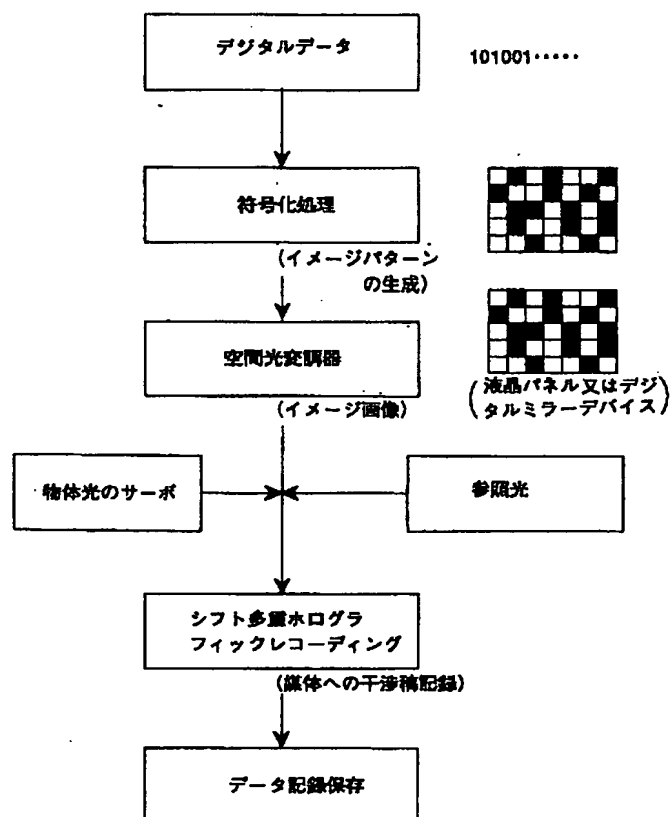 デジタルデータ
101001‥‥‥
符号化処理
(イメージパターン
の生成)
空間光変調器
(イメージ画像)
(液晶パネル又はデジ
タルミラーデバイス)
物体光のサーボ
参照光
シフト多重ホログラ
フィックレコーディング
(媒体への干渉縞記録)
データ記録保存